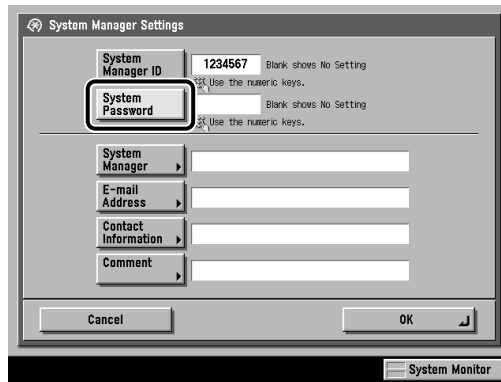 System Manager Settings
System
Manager ID
1234567
Blank shows No Setting
Use the numeric keys.
System
Password
Blank shows No Setting
Use the numeric keys.
System
Manager
E-mail
Address
Contact
Information
Comment
Cancel
OK
System Monitor